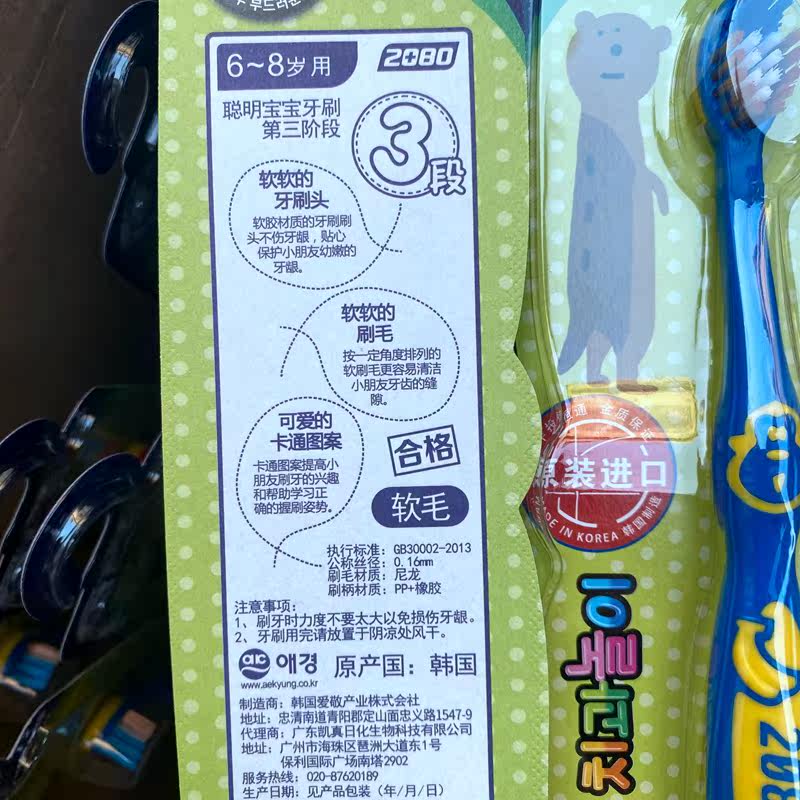 6~8岁用
2080
聪明宝宝牙刷
第三阶段
3段
软软的
牙刷头
软胶材质的牙刷刷
头不伤牙龈，贴心
保护小朋友幼嫩的
牙龈。
软软的
刷毛
按一定角度排列的
软刷毛更容易清洁
小朋友牙齿的缝
隙。
可爱的
卡通图案
卡通图案提高小
朋友刷牙的兴趣
和帮助学习正
确的握刷姿势。
合格
软毛
执行标准：GB30002-2013
公称丝径：0.16mm
刷毛材质：尼龙
刷柄材质：PP+橡胶
注意事项：
1、刷牙时力度不要太大以免损伤牙龈。
2、牙刷用完请放置于阴凉处风干。
애경 原产国：韩国
www.aekyung.co.kr
制造商：韩国爱敬产业株式会社
地址：忠清南道青阳郡定山面忠义路1547-9
代理商：广东凯真日化生物科技有限公司
地址：广州市海珠区琶洲大道东1号
保利国际广场南塔2902
服务热线：020-87620189
生产日期：见产品包装（年/月/日）
金质保证
原装进口
MADE IN KOREA 韩国制造
치과놀이